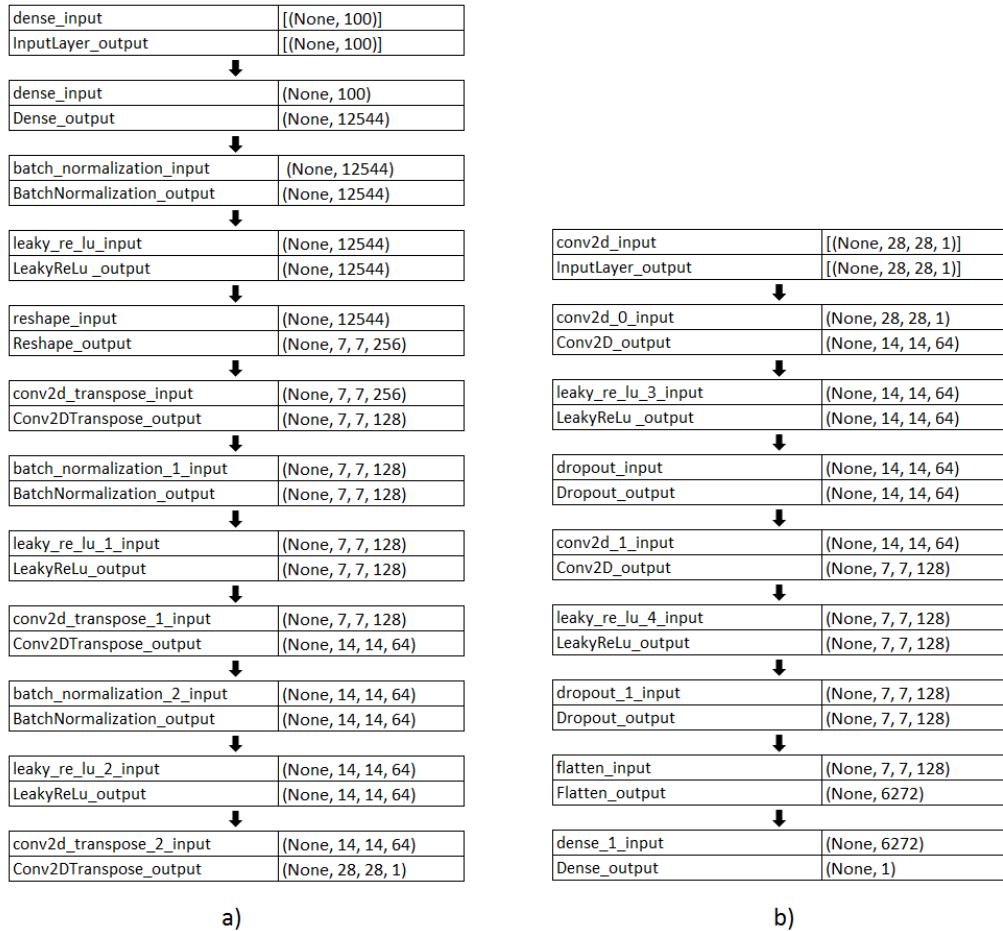 dense_input [(None, 100)]
InputLayer_output [(None, 100)]
dense_input (None, 100)
Dense_output (None, 12544)
batch_normalization_input (None, 12544)
BatchNormalization_output (None, 12544)
leaky_re_lu_input (None, 12544)
LeakyReLu _output (None, 12544)
reshape_input (None, 12544)
Reshape_output (None, 7, 7, 256)
conv2d_transpose_input (None, 7, 7, 256)
Conv2DTranspose_output (None, 7, 7, 128)
batch_normalization_1_input (None, 7, 7, 128)
BatchNormalization_output (None, 7, 7, 128)
leaky_re_lu_1_input (None, 7, 7, 128)
LeakyReLu_output (None, 7, 7, 128)
conv2d_transpose_1_input (None, 7, 7, 128)
Conv2DTranspose_output (None, 14, 14, 64)
batch_normalization_2_input (None, 14, 14, 64)
BatchNormalization_output (None, 14, 14, 64)
leaky_re_lu_2_input (None, 14, 14, 64)
LeakyReLu_output (None, 14, 14, 64)
conv2d_transpose_2_input (None, 14, 14, 64)
Conv2DTranspose_output (None, 28, 28, 1)
a)
conv2d_input [(None, 28, 28, 1)]
InputLayer_output [(None, 28, 28, 1)]
conv2d_0_input (None, 28, 28, 1)
Conv2D_output (None, 14, 14, 64)
leaky_re_lu_3_input (None, 14, 14, 64)
LeakyReLu _output (None, 14, 14, 64)
dropout_input (None, 14, 14, 64)
Dropout_output (None, 14, 14, 64)
conv2d_1_input (None, 14, 14, 64)
Conv2D_output (None, 7, 7, 128)
leaky_re_lu_4_input (None, 7, 7, 128)
LeakyReLu_output (None, 7, 7, 128)
dropout_1_input (None, 7, 7, 128)
Dropout_output (None, 7, 7, 128)
flatten_input (None, 7, 7, 128)
Flatten_output (None, 6272)
dense_1_input (None, 6272)
Dense_output (None, 1)
b)